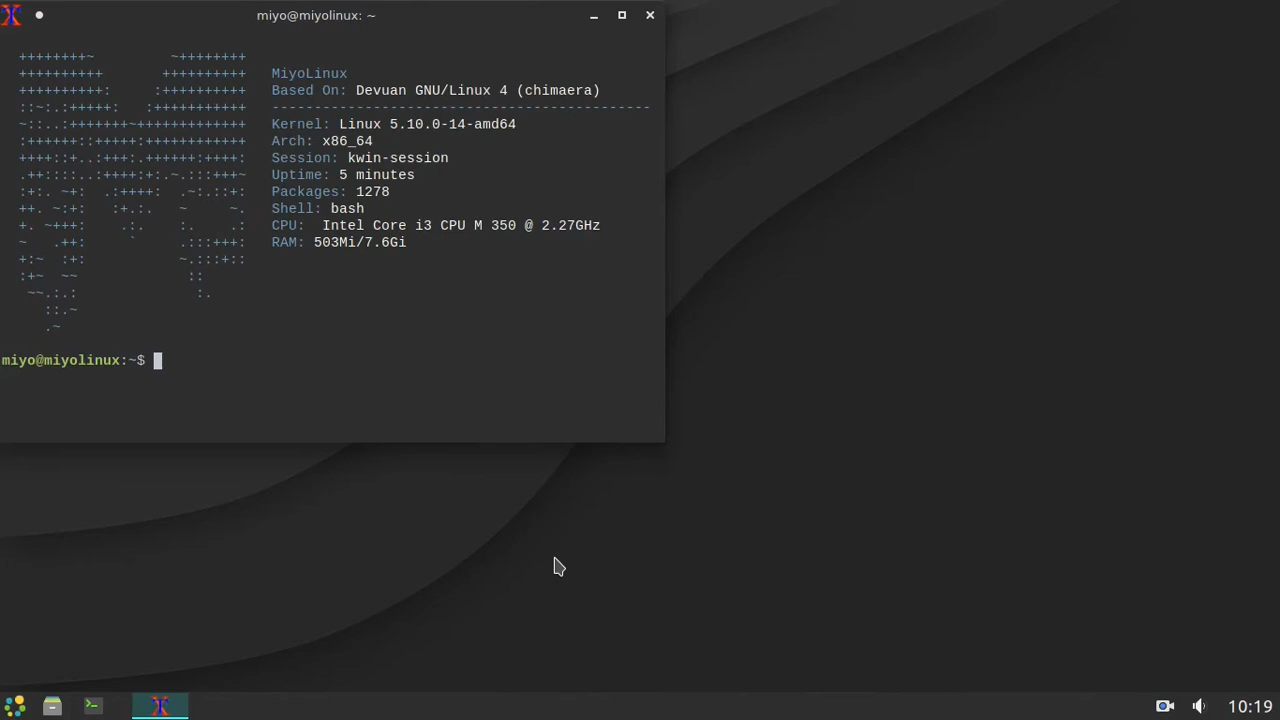 miyo@miyolinux: ~
++++++++~         ~++++++++
++++++++++       ++++++++++
++++++++++:     :++++++++++
::~:.:+++++:   :+++++++++++
~::..:+++++++~+++++++++++++
:++++++::+++++:++++++++++++
++++::+..:+++:.++++++:++++:
.++::::..:++++:+:.~.:::+++~
:+:. ~+:  .:++++:  .~:.::+:
++. ~:+:   :+.:.   ~     ~.
+. ~+++:    .:.    :.    .:
~   .++:     `     .:::+++:
+:~  :+:           ~.:::+::
:+~  ~~             ::
~~.:.:              :.
::.~
.~
MiyoLinux
Based On: Devuan GNU/Linux 4 (chimaera)
---------------------------------------------
Kernel: Linux 5.10.0-14-amd64
Arch: x86_64
Session: kwin-session
Uptime: 5 minutes
Packages: 1278
Shell: bash
CPU:  Intel Core i3 CPU M 350 @ 2.27GHz
RAM: 503Mi/7.6Gi
miyo@miyolinux:~$
10:19